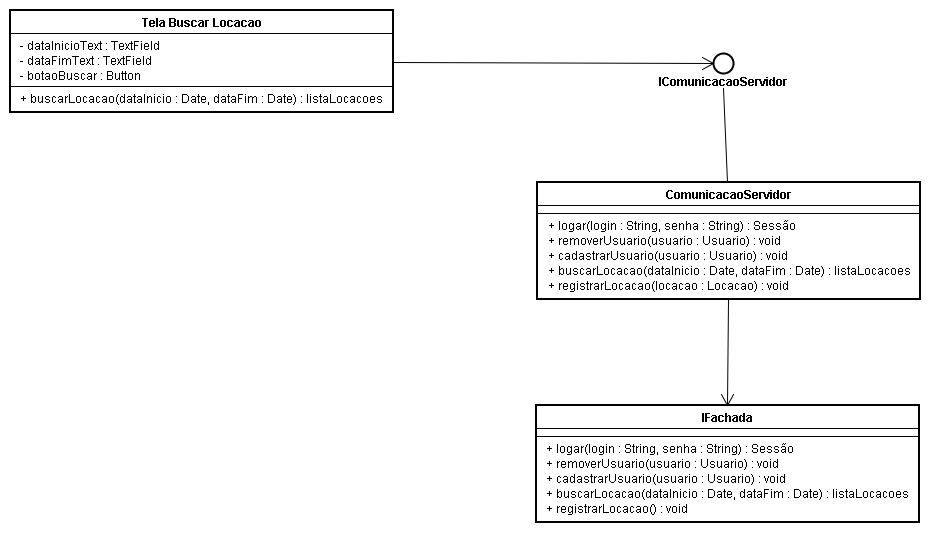 Tela Buscar Locacao
- dataInicioText : TextField
- dataFimText : TextField
- botaoBuscar : Button
+ buscarLocacao(dataInicio : Date, dataFim : Date) : listaLocacoes
IComunicacaoServidor
ComunicacaoServidor
+ logar(login : String, senha : String) : Sessão
+ removerUsuario(usuario : Usuario) : void
+ cadastrarUsuario(usuario : Usuario) : void
+ buscarLocacao(dataInicio : Date, dataFim : Date) : listaLocacoes
+ registrarLocacao(locacao : Locacao) : void
IFachada
+ logar(login : String, senha : String) : Sessão
+ removerUsuario(usuario : Usuario) : void
+ cadastrarUsuario(usuario : Usuario) : void
+ buscarLocacao(dataInicio : Date, dataFim : Date) : listaLocacoes
+ registrarLocacao() : void